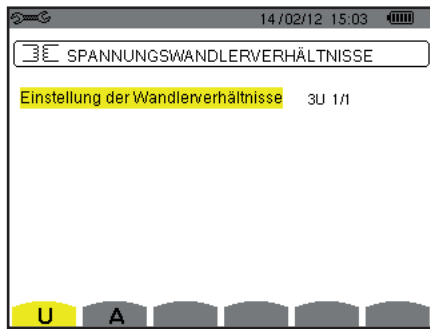 14/02/12 15:03
SPANNUNGSWANDLERVERHÄLTNISSE
Einstellung der Wandlerverhältnisse 3U 1/1
U A